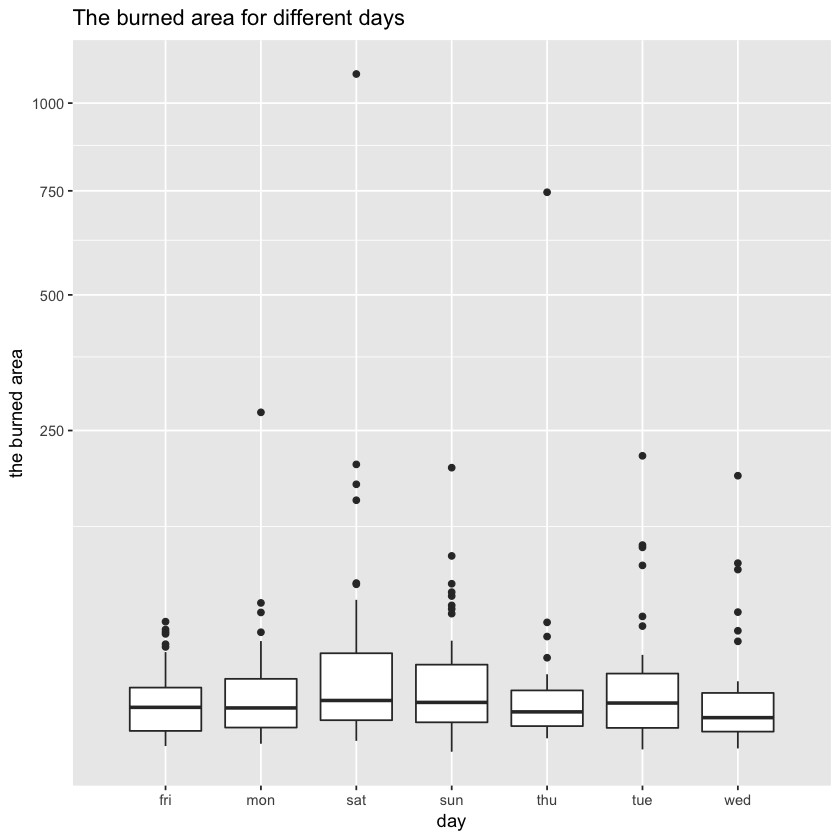 The burned area for different days
1000
750
500
250
the burned area
fri mon sat sun thu tue wed
day